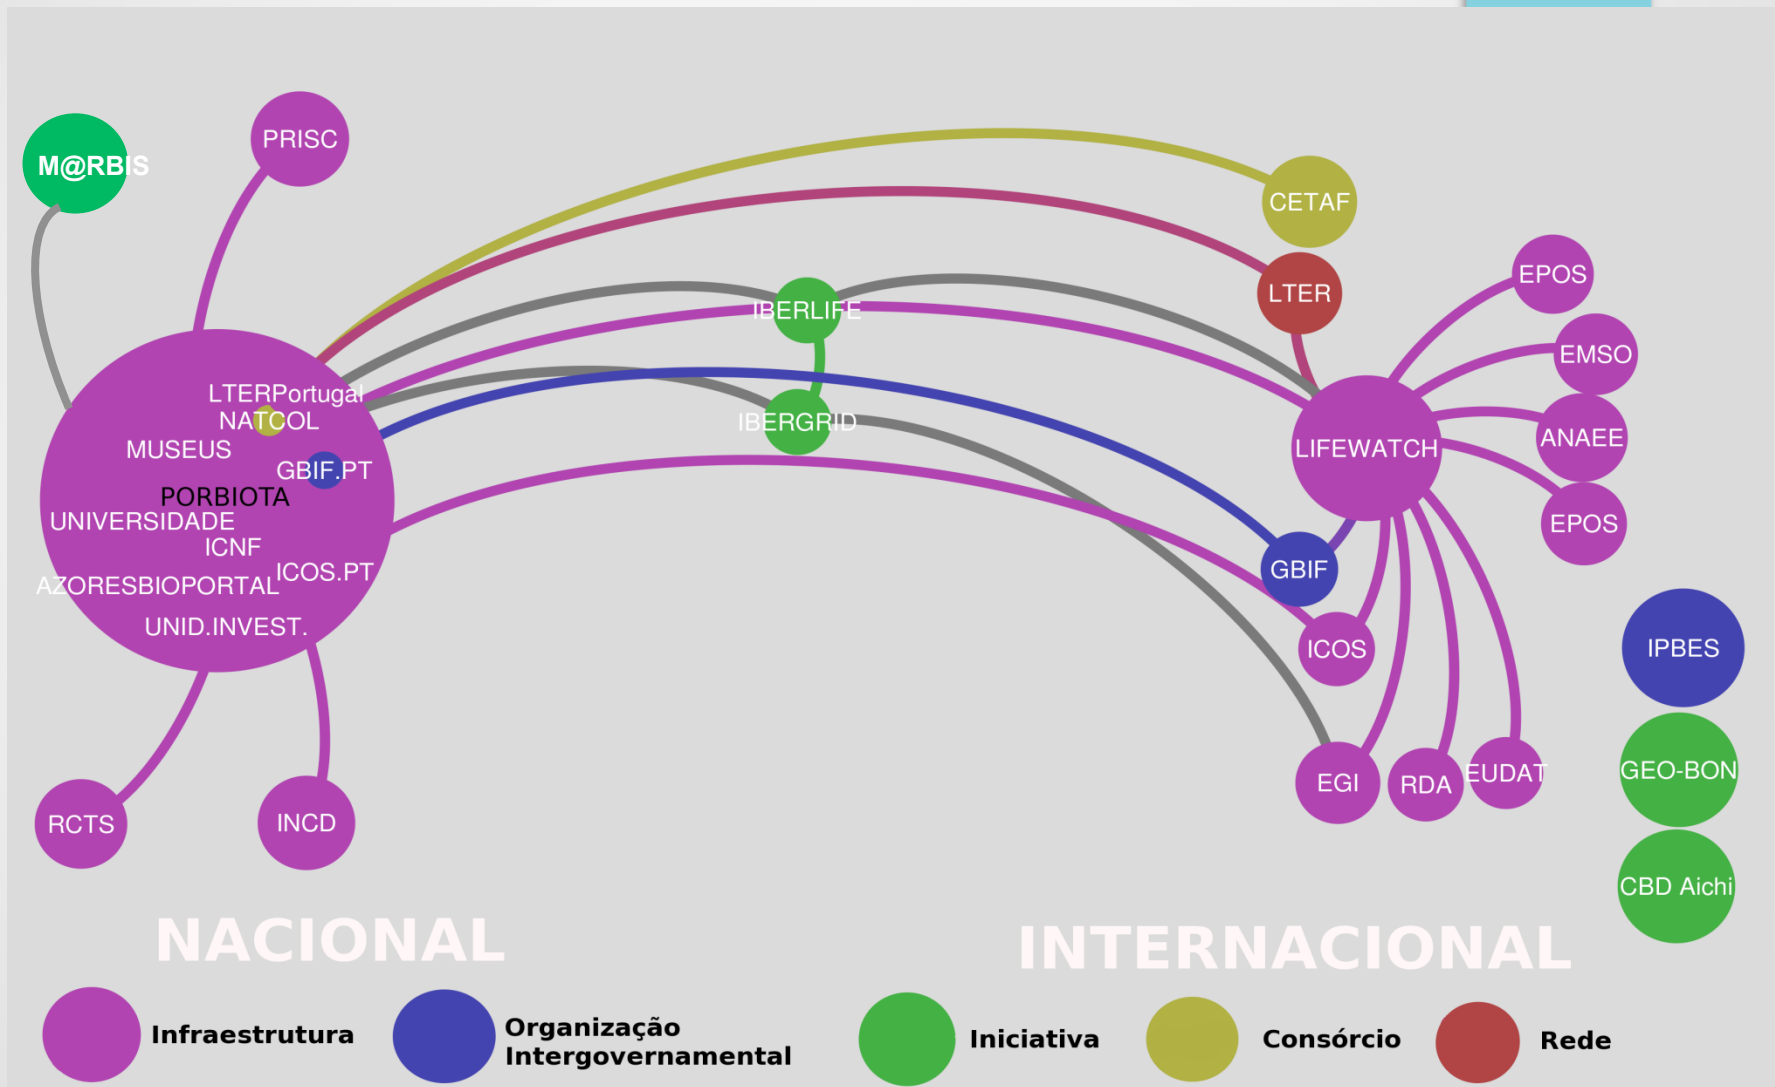 M@RBIS
PRISC
CETAF
LTER
IBERLIFE
EPOS
EMSO
LTERPortugal
NATCOL
IBERGRID
MUSEUS
LIFEWATCH
ANAEE
GBIF.PT
PORBIOTA
UNIVERSIDADE
EPOS
ICNF
ICOS.PT
GBIF
AZORESBIOPORTAL
UNID.INVEST.
ICOS
IPBES
GEO-BON
EGI
RDA
EUDAT
RCTS
INCD
CBD Aichi
NACIONAL
INTERNACIONAL
Infraestrutura
Organização
Intergovernamental
Iniciativa
Consórcio
Rede